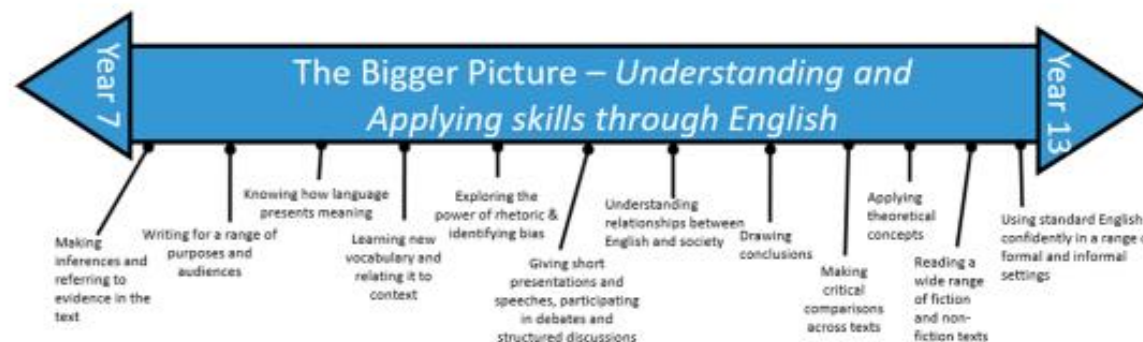 Year 7
The Bigger Picture – Understanding and
Applying skills through English
Year 13
Making
inferences and
referring to
evidence in the
text
Writing for a range of
purposes and
audiences
Knowing how language
presents meaning
Learning new
vocabulary and
relating it to
context
Exploring the
power of rhetoric &
identifying bias
Giving short
presentations and
speeches, participating
in debates and
structured discussions
Understanding
relationships between
English and society
Drawing
conclusions
Making
critical
comparisons
across texts
Applying
theoretical
concepts
Reading a
wide range
of fiction
and non-
fiction texts
Using standard English
confidently in a range
formal and informal
settings